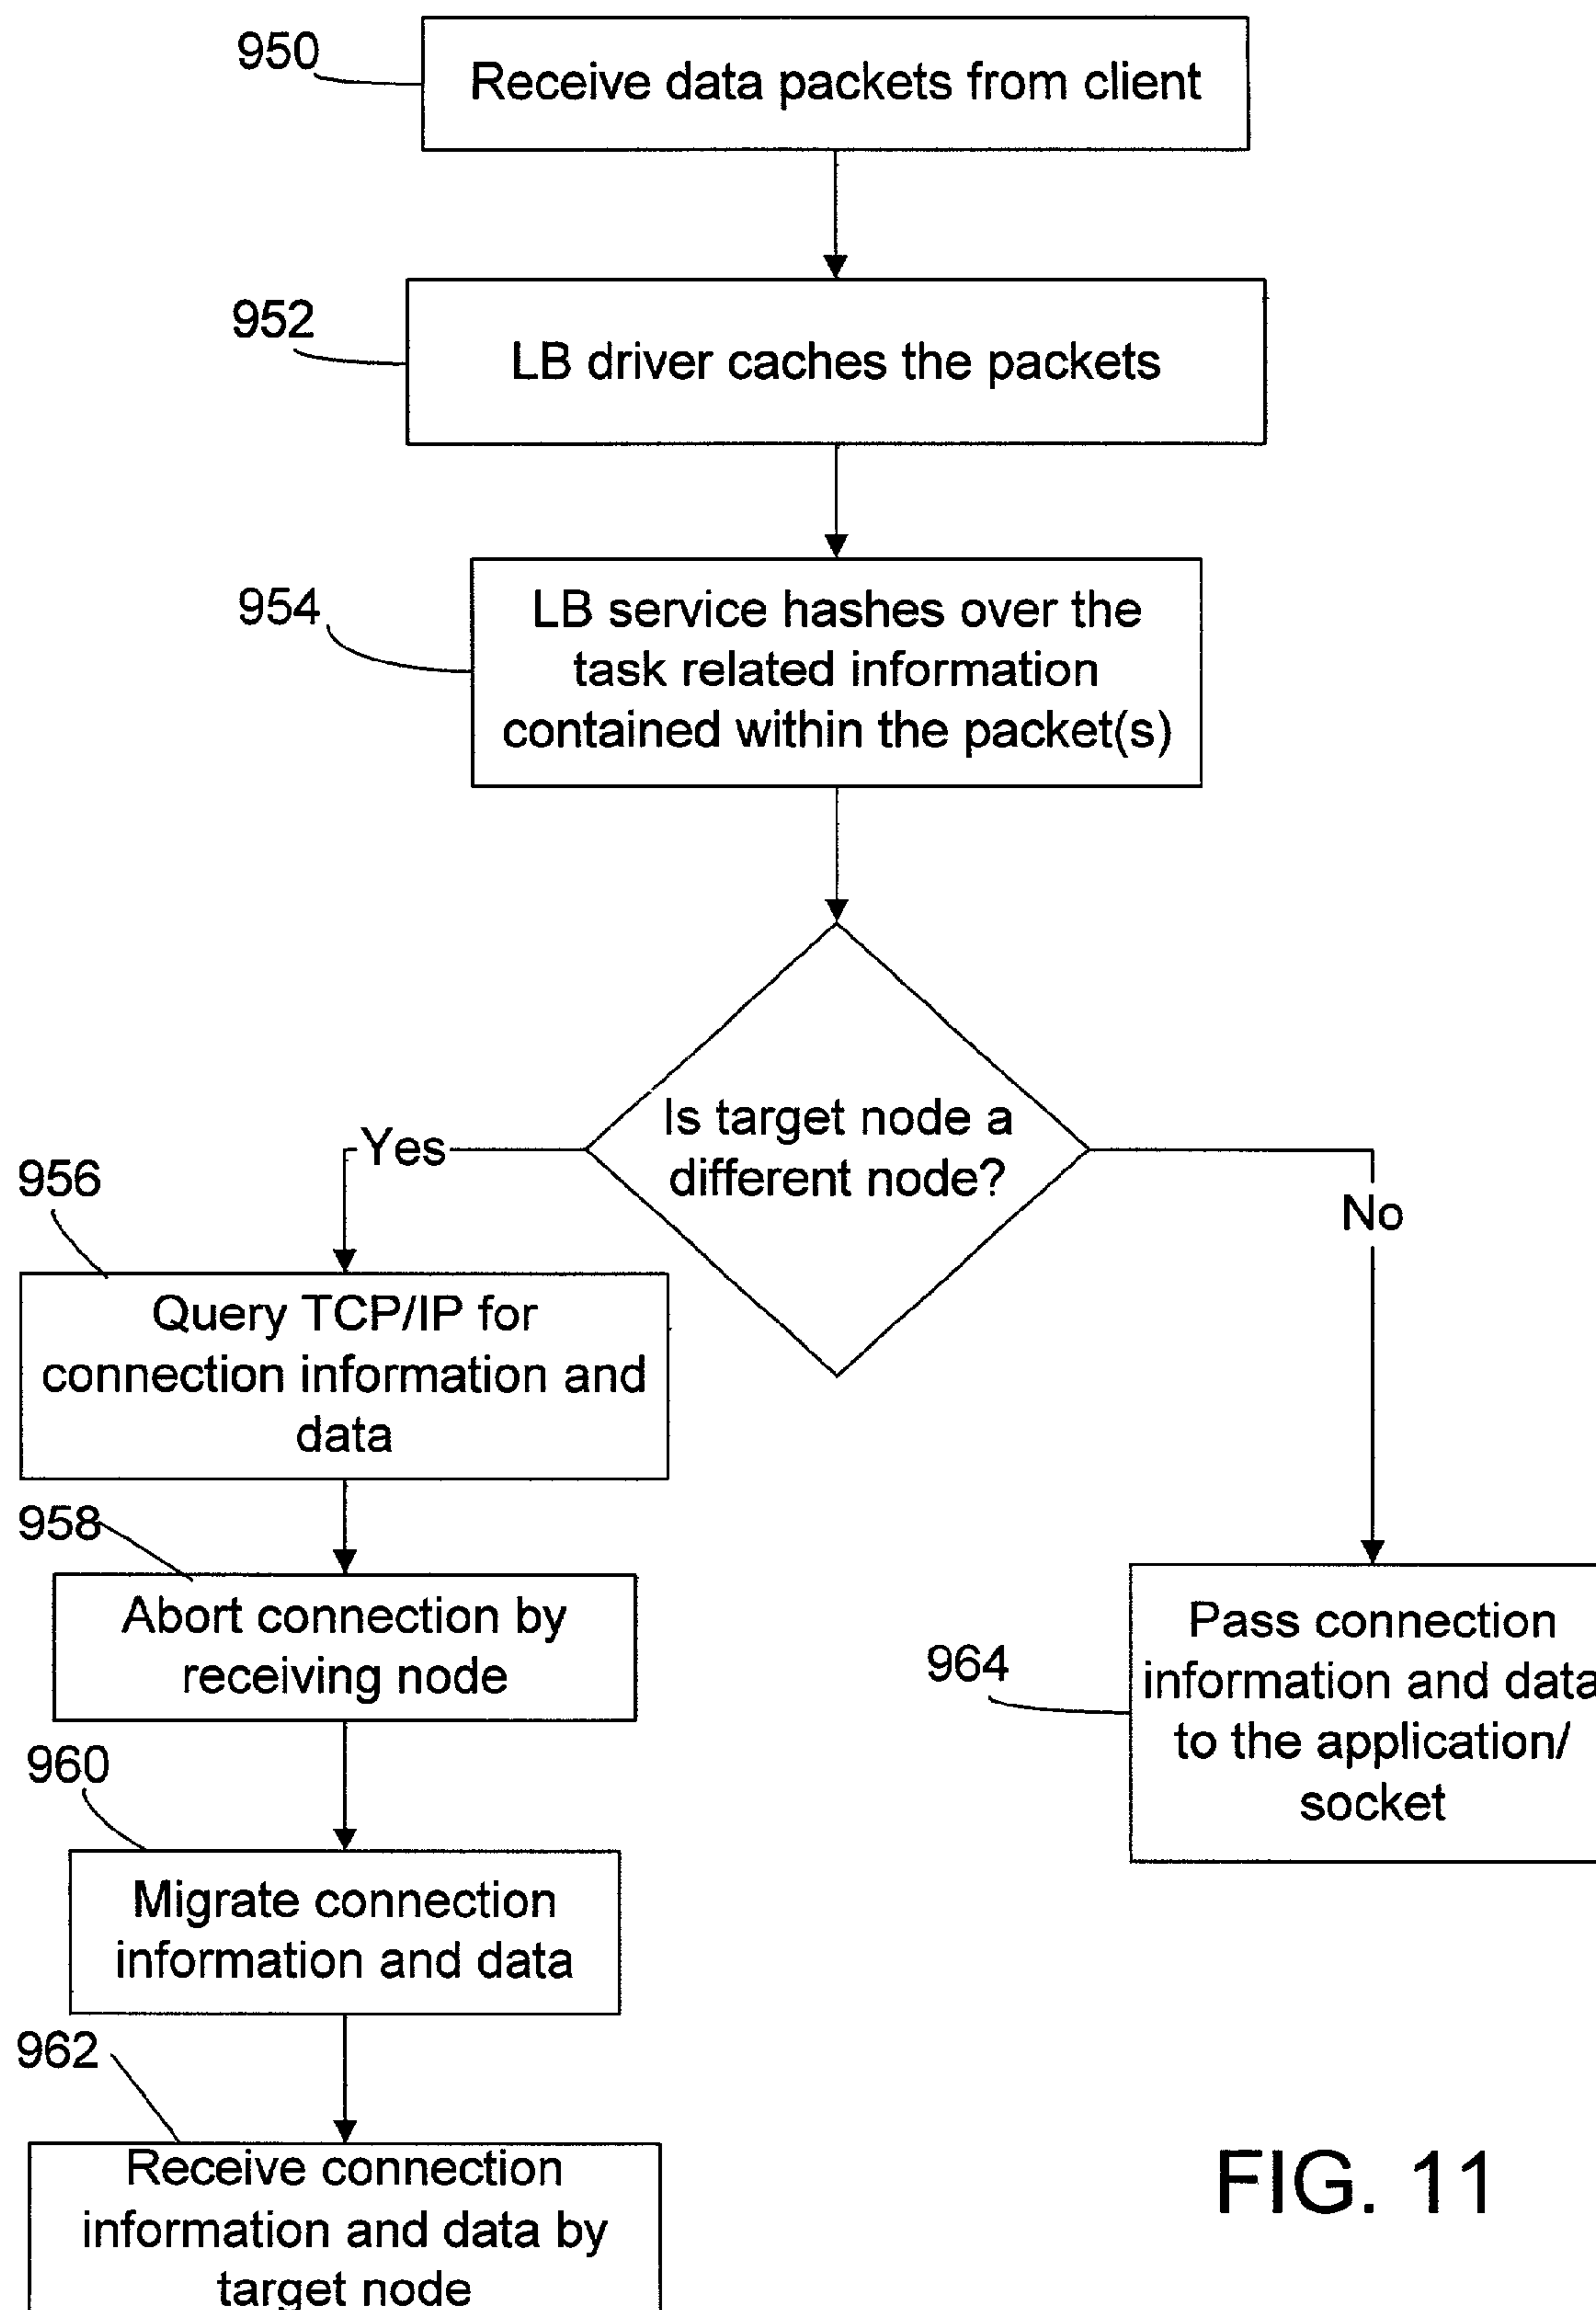 950
Receive data packets from client
952
LB driver caches the packets
954
LB service hashes over the
task related information
contained within the packet(s)
Is target node a
different node?
Yes
No
956
Query TCP/IP for
connection information and
data
958
Abort connection by
receiving node
960
Migrate connection
information and data
962
Receive connection
information and data by
target node
964
Pass connection
information and data
to the application/
socket
FIG. 11